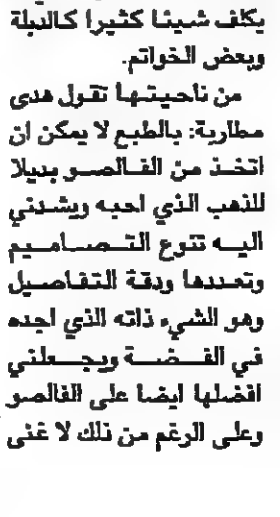 يكلف شيئا كثيرا كالدبلة
وبعض الخواتم.
من ناحيتها تقول هدى
مطاربة: بالطبع لا يمكن ان
اتخذ من الفالصو بديلا
للذهب الذي احبه ويشدني
اليه تنوع التصاميم
وتعددها ودقة التفاصيل
وهو الشيء ذاته الذي اجده
في الفضة ويجعلني
افضلها ايضا على الفالصو
وعلى الرغم من ذلك لا غنى